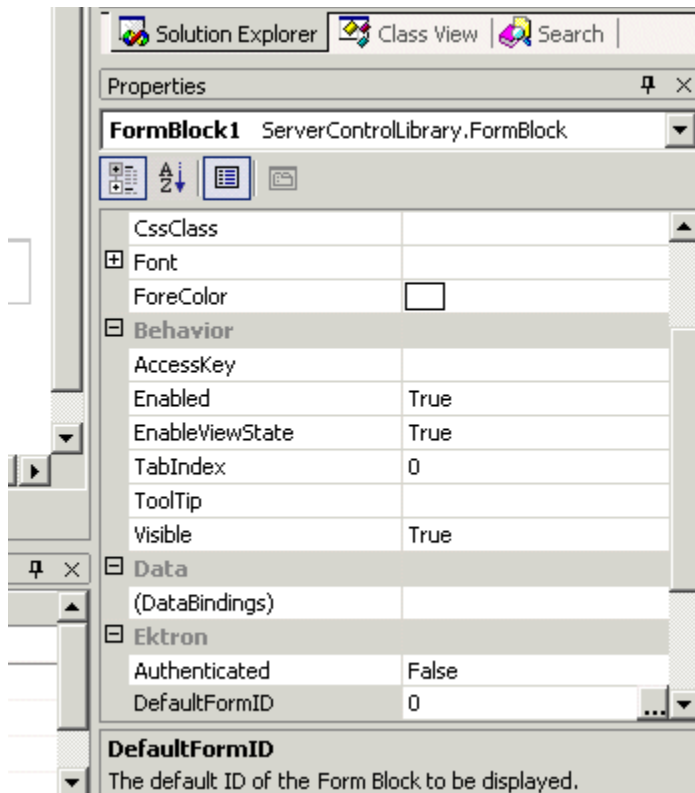 Solution Explorer Class View Search
Properties
FormBlock1 ServerControlLibrary.FormBlock
CssClass
Font
ForeColor
Behavior
AccessKey
Enabled True
EnableViewState True
TabIndex 0
ToolTip
Visible True
Data
(DataBindings)
Ektron
Authenticated False
DefaultFormID 0 ...
DefaultFormID
The default ID of the Form Block to be displayed.